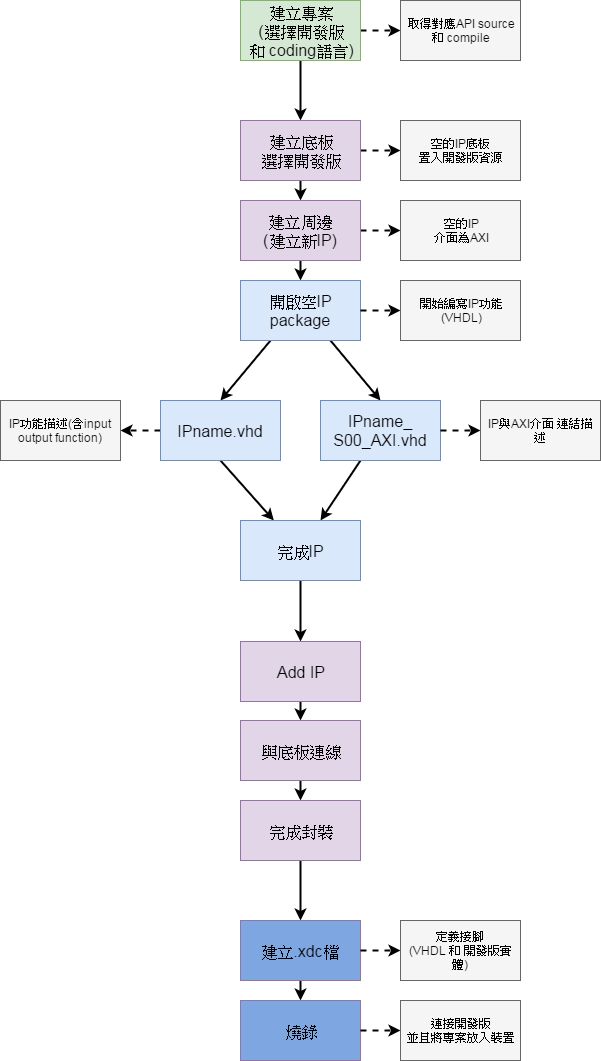 建立專案
(選擇開發版
和 coding語言)
取得對應API source
和 compile
建立底板
選擇開發版
空的IP底板
置入開發版資源
建立周邊
(建立新IP)
空的IP
介面為AXI
開啟空IP
package
開始編寫IP功能
(VHDL)
IP功能描述(含input
output function)
IPname.vhd
IPname_
S00_AXI.vhd
IP與AXI介面 連結描
述
完成IP
Add IP
與底板連線
完成封裝
建立.xdc檔
定義接腳
(VHDL 和 開發版實
體)
燒錄
連接開發版
並且將專案放入裝置